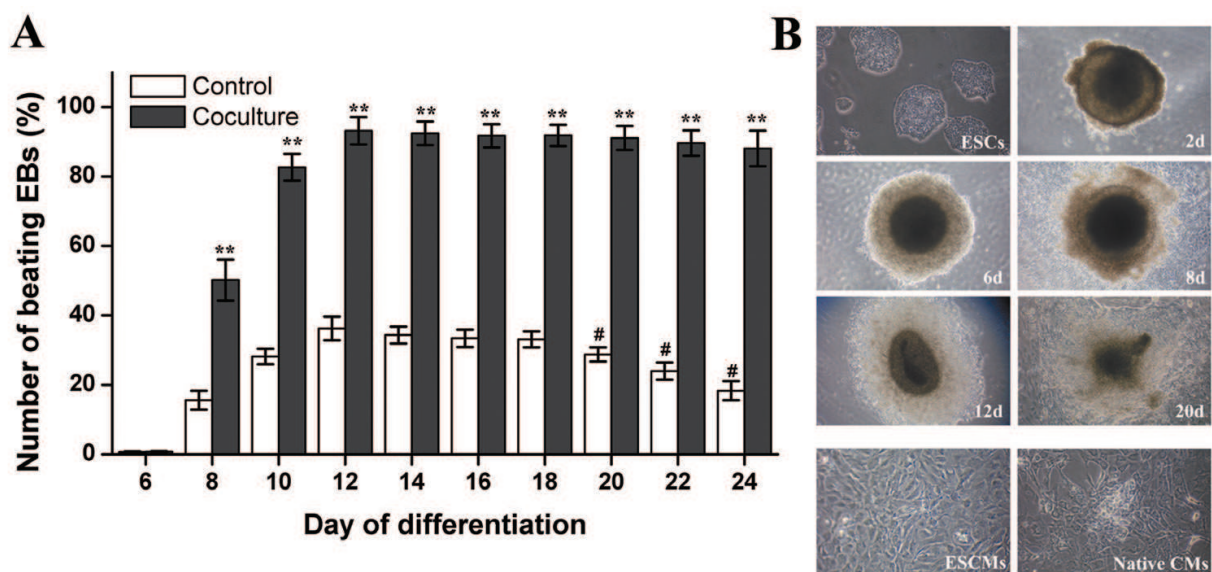 A
Number of beating EBs (%)
100
80
60
40
20
0
Control
Coculture
**
**
**
**
**
**
**
#
**
#
**
#
**
6 8 10 12 14 16 18 20 22 24
Day of differentiation
B
ESCs
2d
6d
8d
12d
20d
ESCMs
Native CMs